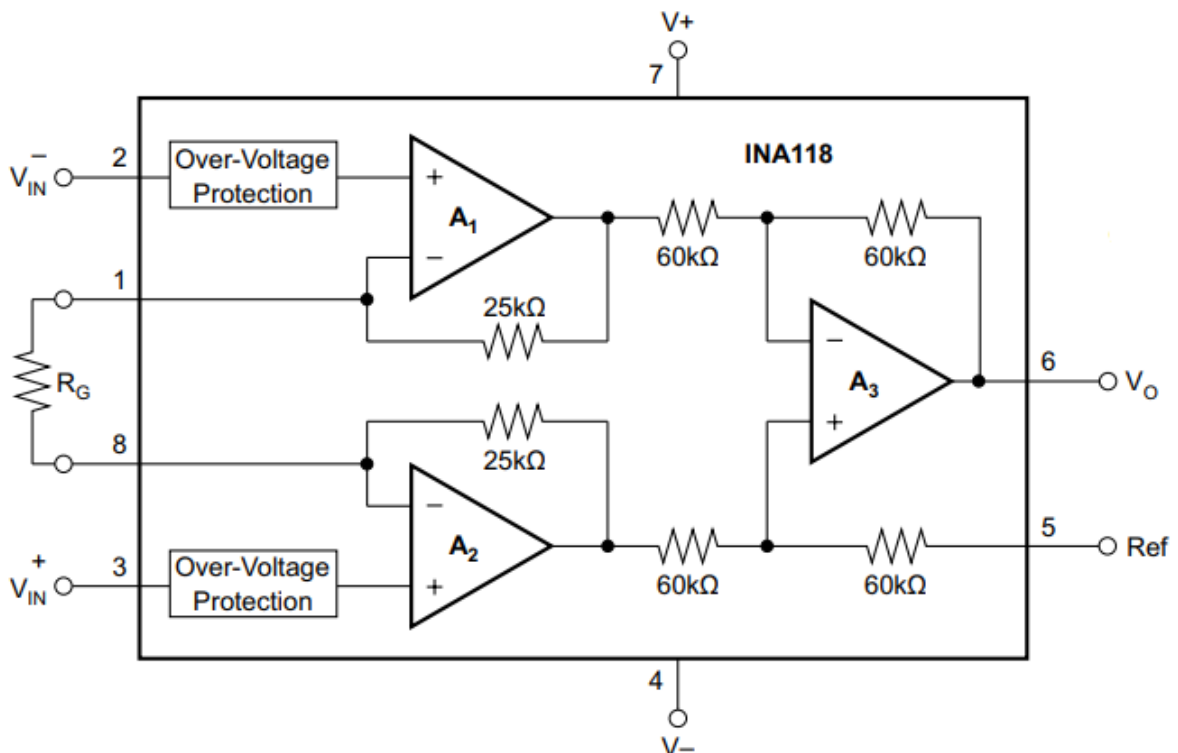 V+
7
INA118
2
V–IN
Over-Voltage
Protection
+
A1
–
60kΩ
60kΩ
1
25kΩ
RG
–
A3
+
6
VO
8
25kΩ
–
A2
+
5
Ref
3
V+IN
Over-Voltage
Protection
60kΩ
60kΩ
4
V–